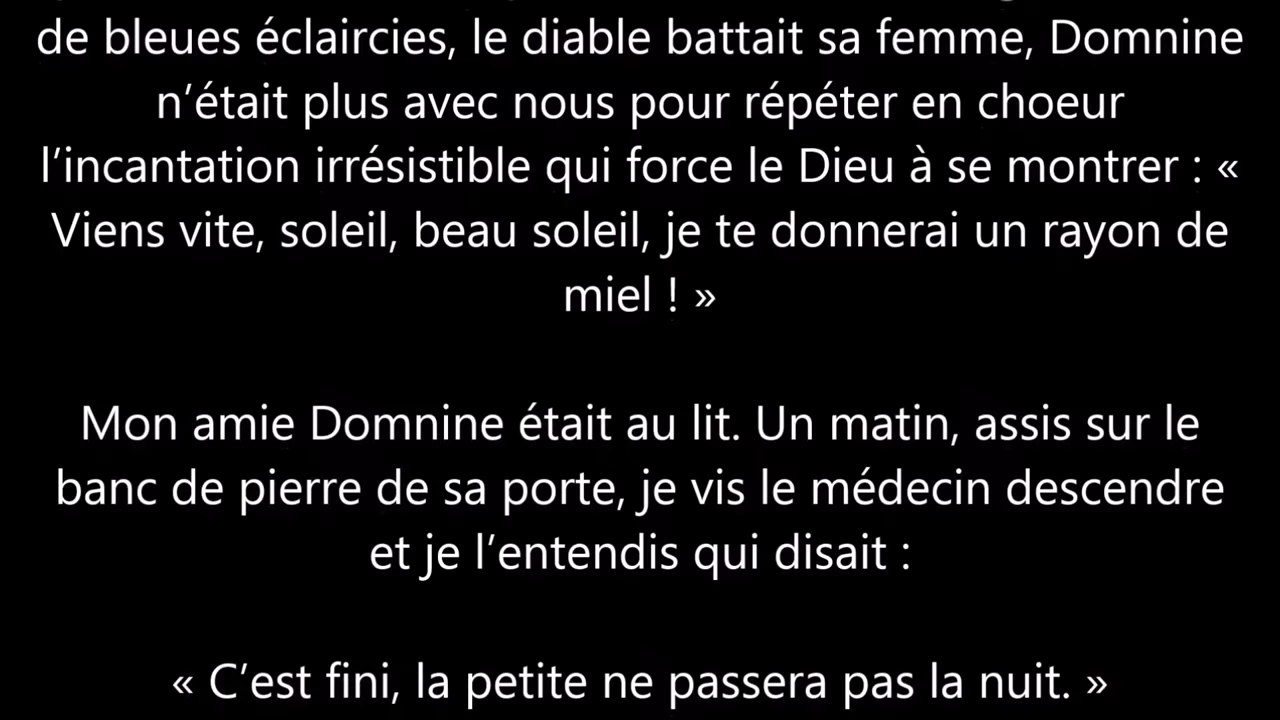 de bleues éclaircies, le diable battait sa femme, Domnine
n’était plus avec nous pour répéter en choeur
l’incantation irrésistible qui force le Dieu à se montrer : «
Viens vite, soleil, beau soleil, je te donnerai un rayon de
miel ! »
Mon amie Domnine était au lit. Un matin, assis sur le
banc de pierre de sa porte, je vis le médecin descendre
et je l’entendis qui disait :
« C’est fini, la petite ne passera pas la nuit. »